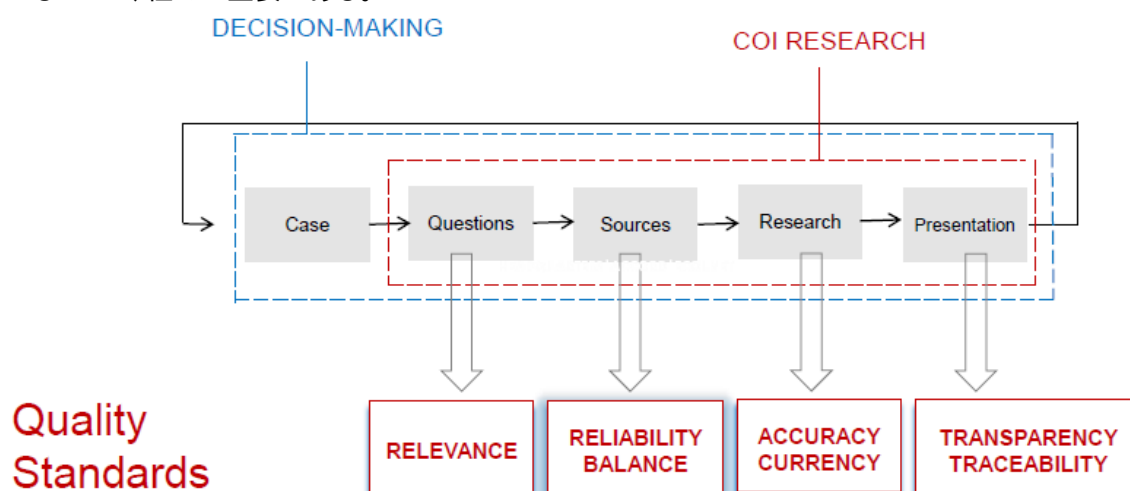 DECISION-MAKING
COI RESEARCH
Case
Questions
Sources
Research
Presentation
Quality
Standards
RELEVANCE
RELIABILITY
BALANCE
ACCURACY
CURRENCY
TRANSPARENCY
TRACEABILITY